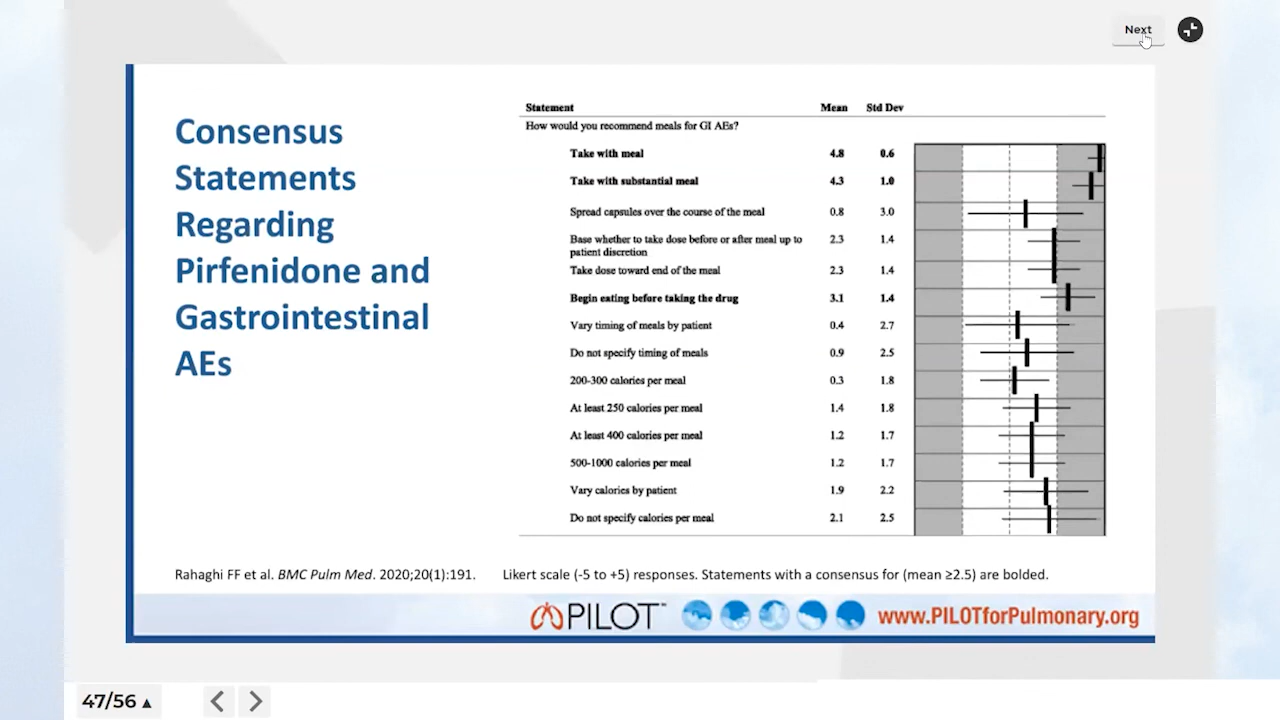 Next
Consensus
Statements
Regarding
Pirfenidone and
Gastrointestinal
AEs
Statement Mean Std Dev
How would you recommend meals for GI AEs?
Take with meal 4.8 0.6
Take with substantial meal 4.3 1.0
Spread capsules over the course of the meal 0.8 3.0
Base whether to take dose before or after meal up to 2.3 1.4
patient discretion
Take dose toward end of the meal 2.3 1.4
Begin eating before taking the drug 3.1 1.4
Vary timing of meals by patient 0.4 2.7
Do not specify timing of meals 0.9 2.5
200-300 calories per meal 0.3 1.8
At least 250 calories per meal 1.4 1.8
At least 400 calories per meal 1.2 1.7
500-1000 calories per meal 1.2 1.7
Vary calories by patient 1.9 2.2
Do not specify calories per meal 2.1 2.5
Rahaghi FF et al. BMC Pulm Med. 2020;20(1):191. Likert scale (-5 to +5) responses. Statements with a consensus for (mean ≥2.5) are bolded.
PILOT™ www.PILOTforPulmonary.org
47/56 ▲